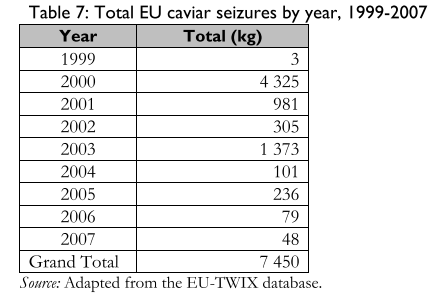 Table 7: Total EU caviar seizures by year, 1999-2007
Year Total (kg)
1999 3
2000 4 325
2001 981
2002 305
2003 1 373
2004 101
2005 236
2006 79
2007 48
Grand Total 7 450
Source: Adapted from the EU-TWIX database.